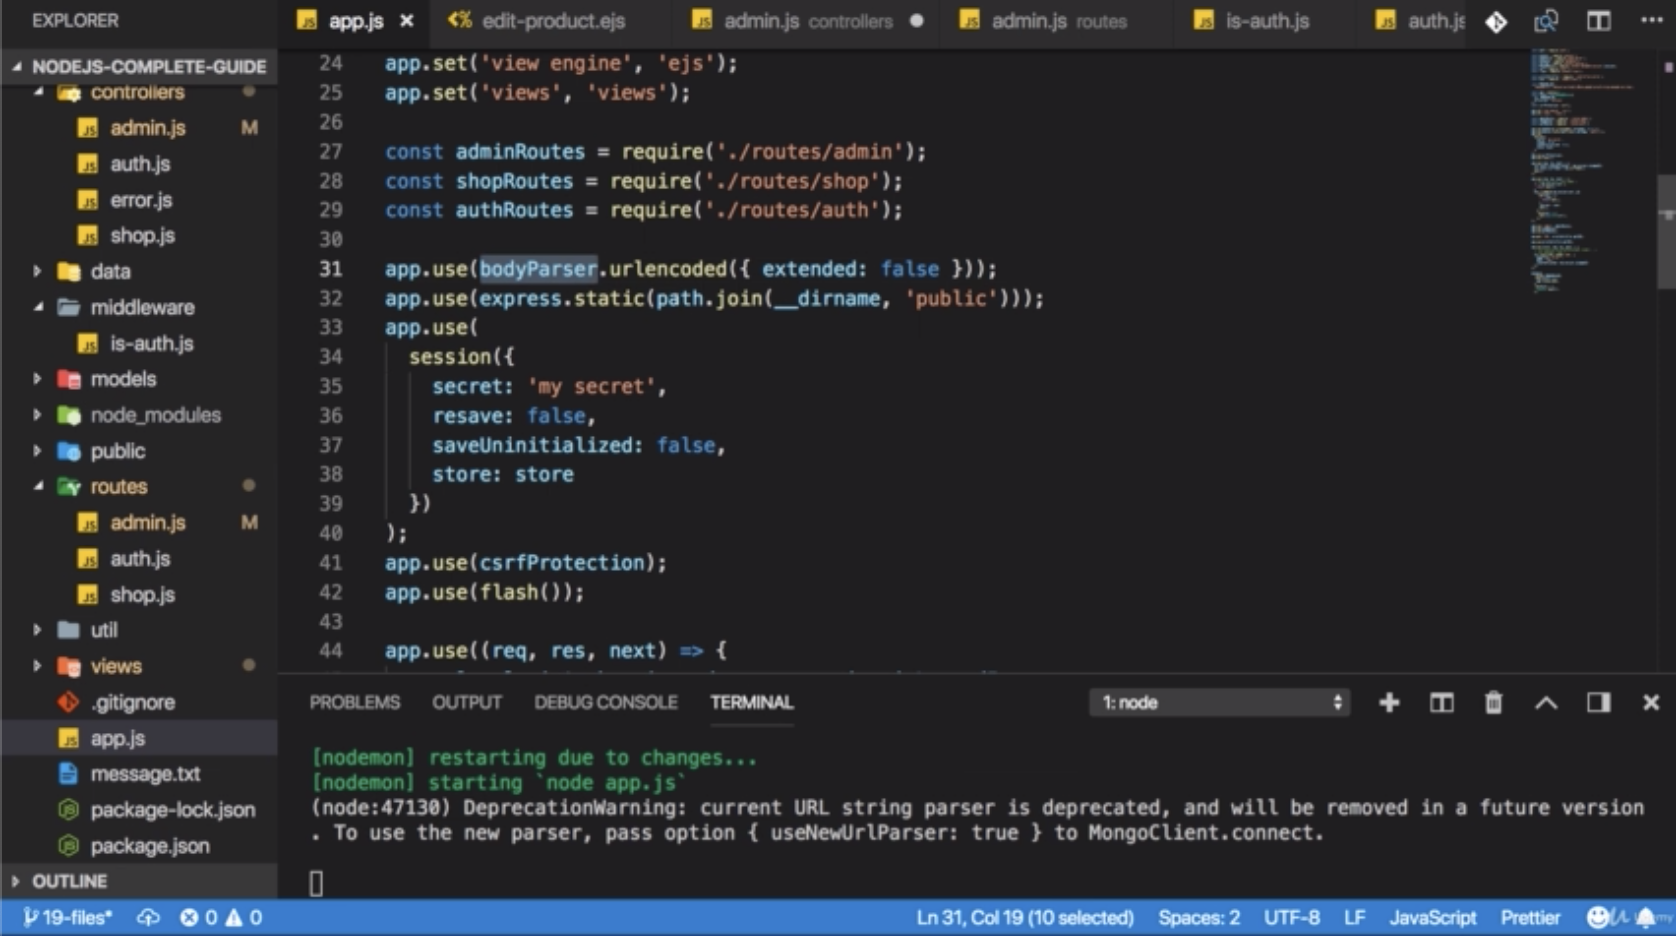 EXPLORER
NODEJS-COMPLETE-GUIDE
controllers
admin.js M
auth.js
error.js
shop.js
data
middleware
is-auth.js
models
node_modules
public
routes
admin.js M
auth.js
shop.js
util
views
.gitignore
app.js
message.txt
package-lock.json
package.json
OUTLINE
app.js edit-product.ejs admin.js controllers admin.js routes is-auth.js auth.js
24 app.set('view engine', 'ejs');
25 app.set('views', 'views');
26
27 const adminRoutes = require('./routes/admin');
28 const shopRoutes = require('./routes/shop');
29 const authRoutes = require('./routes/auth');
30
31 app.use(bodyParser.urlencoded({ extended: false }));
32 app.use(express.static(path.join(__dirname, 'public')));
33 app.use(
34 session({
35 secret: 'my secret',
36 resave: false,
37 saveUninitialized: false,
38 store: store
39 })
40 );
41 app.use(csrfProtection);
42 app.use(flash());
43
44 app.use((req, res, next) => {
PROBLEMS OUTPUT DEBUG CONSOLE TERMINAL 1: node
[nodemon] restarting due to changes...
[nodemon] starting `node app.js`
(node:47130) DeprecationWarning: current URL string parser is deprecated, and will be removed in a future version
. To use the new parser, pass option { useNewUrlParser: true } to MongoClient.connect.
19-files* 0 0 Ln 31, Col 19 (10 selected) Spaces: 2 UTF-8 LF JavaScript Prettier